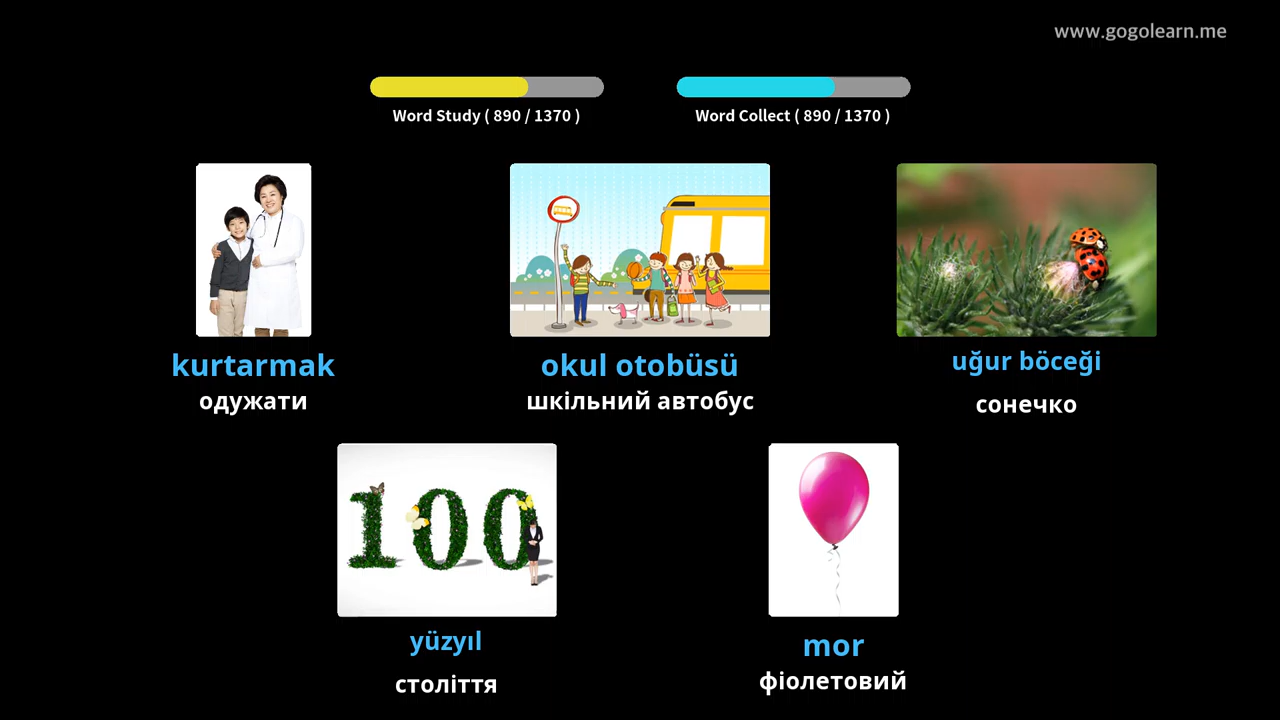 www.gogolearn.me
Word Study ( 890 / 1370 )
Word Collect ( 890 / 1370 )
kurtarmak
одужати
okul otobüsü
шкільний автобус
uğur böceği
сонечко
100
yüzyıl
століття
mor
фіолетовий